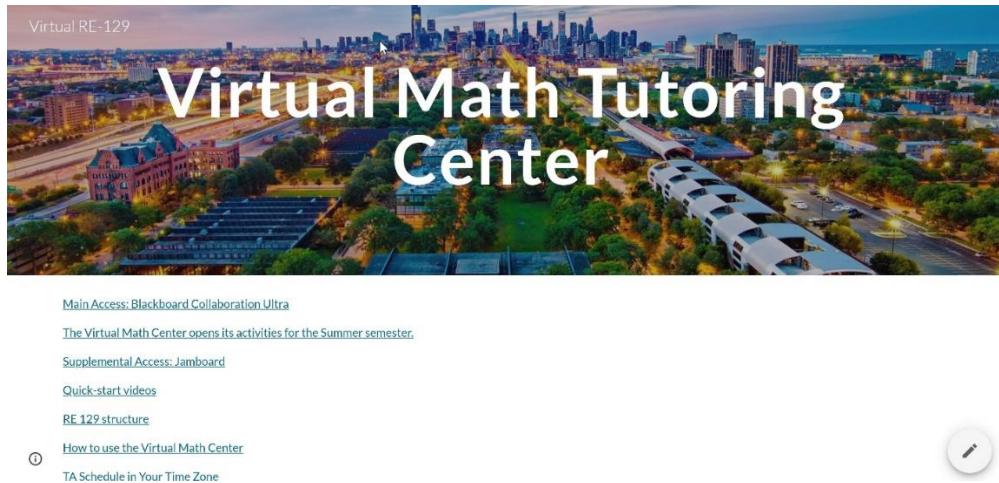 Virtual RE-129
Virtual Math Tutoring
Center
Main Access: Blackboard Collaboration Ultra
The Virtual Math Center opens its activities for the Summer semester.
Supplemental Access: Jamboard
Quick-start videos
RE 129 structure
How to use the Virtual Math Center
TA Schedule in Your Time Zone